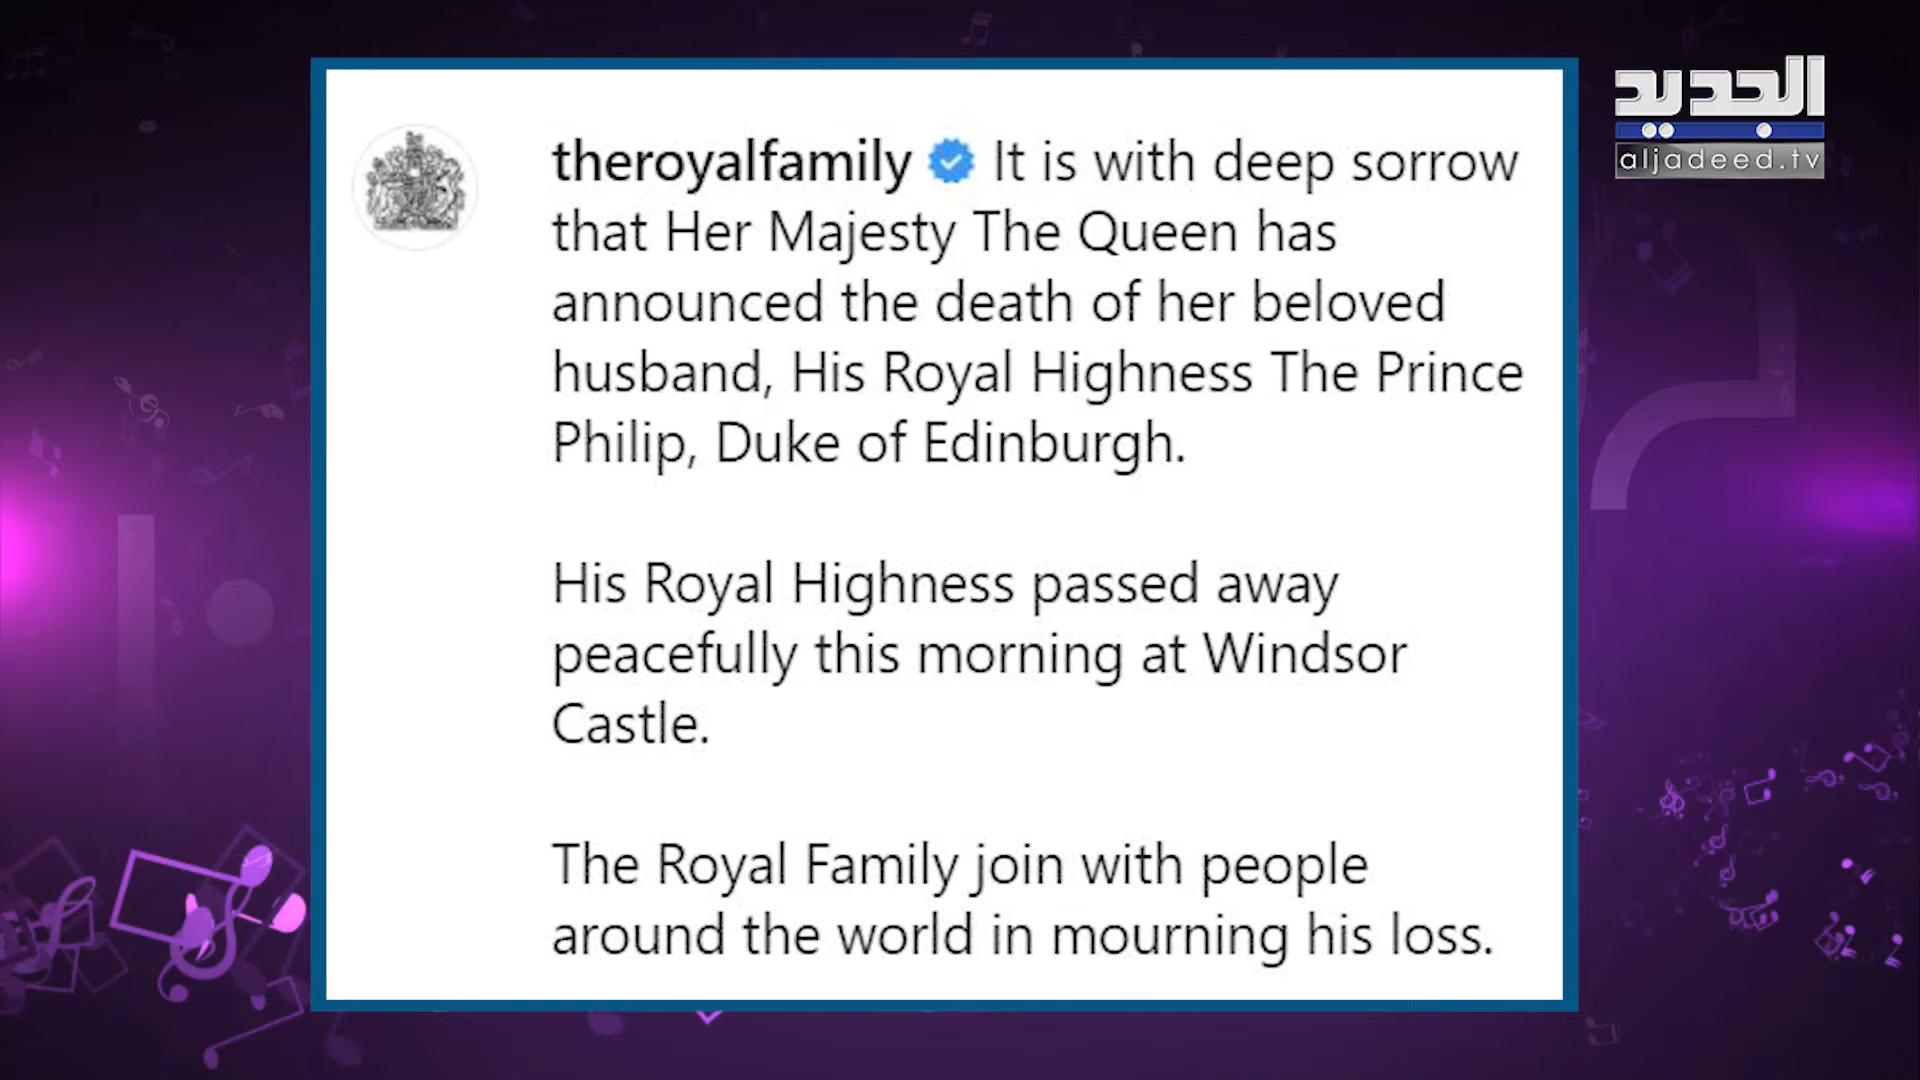 الجديد
aljadeed.tv
theroyalfamily It is with deep sorrow
that Her Majesty The Queen has
announced the death of her beloved
husband, His Royal Highness The Prince
Philip, Duke of Edinburgh.
His Royal Highness passed away
peacefully this morning at Windsor
Castle.
The Royal Family join with people
around the world in mourning his loss.